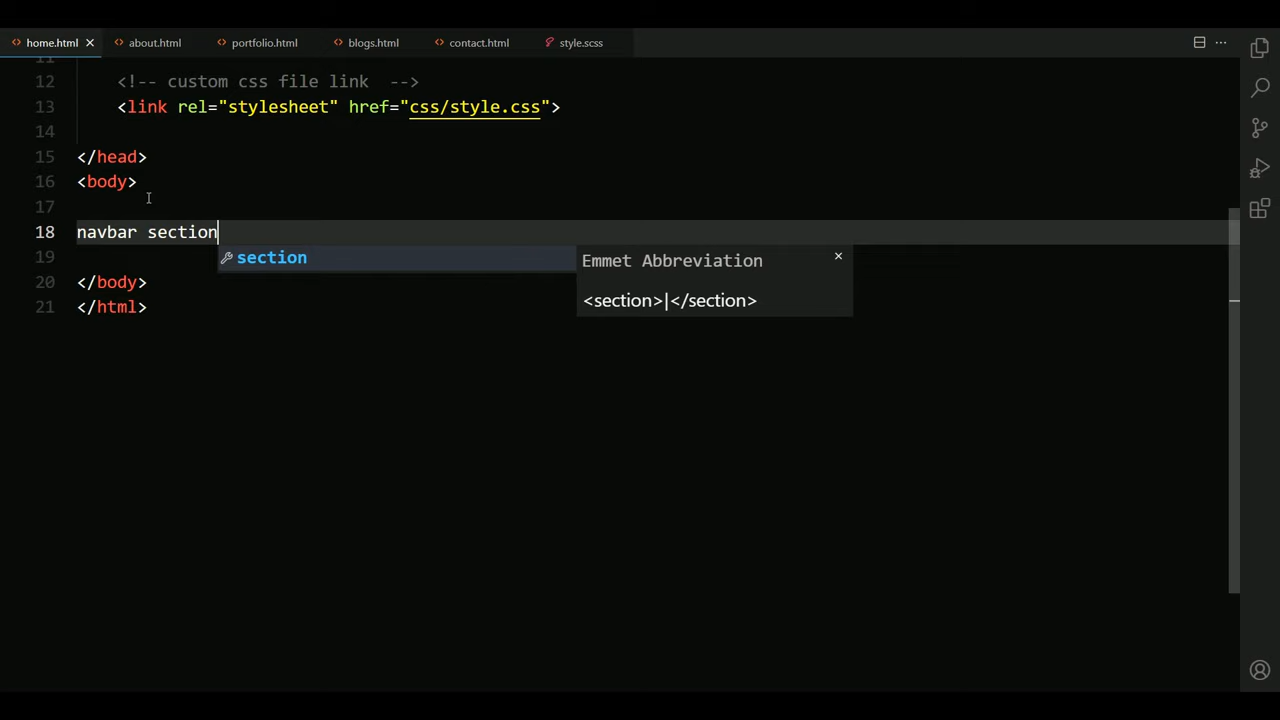 home.html
about.html
portfolio.html
blogs.html
contact.html
style.scss
11
12 <!-- custom css file link -->
13 <link rel="stylesheet" href="css/style.css">
14
15 </head>
16 <body>
17
18 navbar section
section
Emmet Abbreviation
<section>|</section>
19
20 </body>
21 </html>